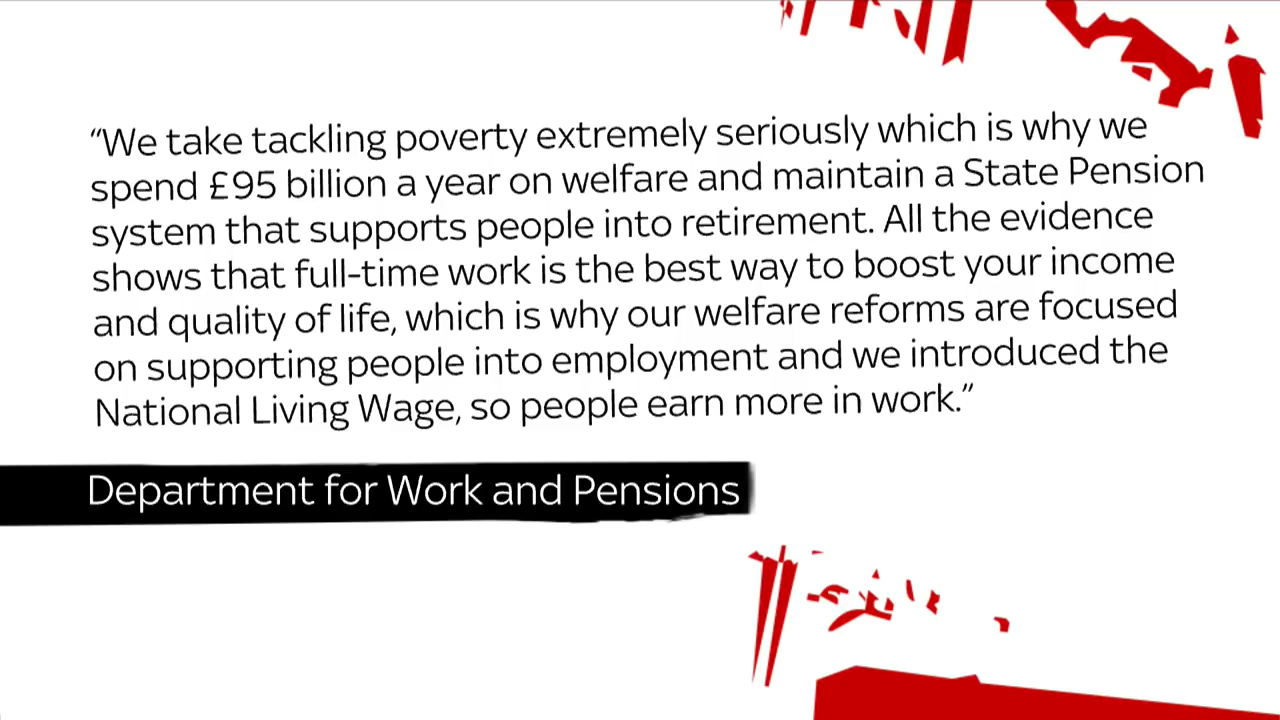 “We take tackling poverty extremely seriously which is why we
spend £95 billion a year on welfare and maintain a State Pension
system that supports people into retirement. All the evidence
shows that full-time work is the best way to boost your income
and quality of life, which is why our welfare reforms are focused
on supporting people into employment and we introduced the
National Living Wage, so people earn more in work.”
Department for Work and Pensions